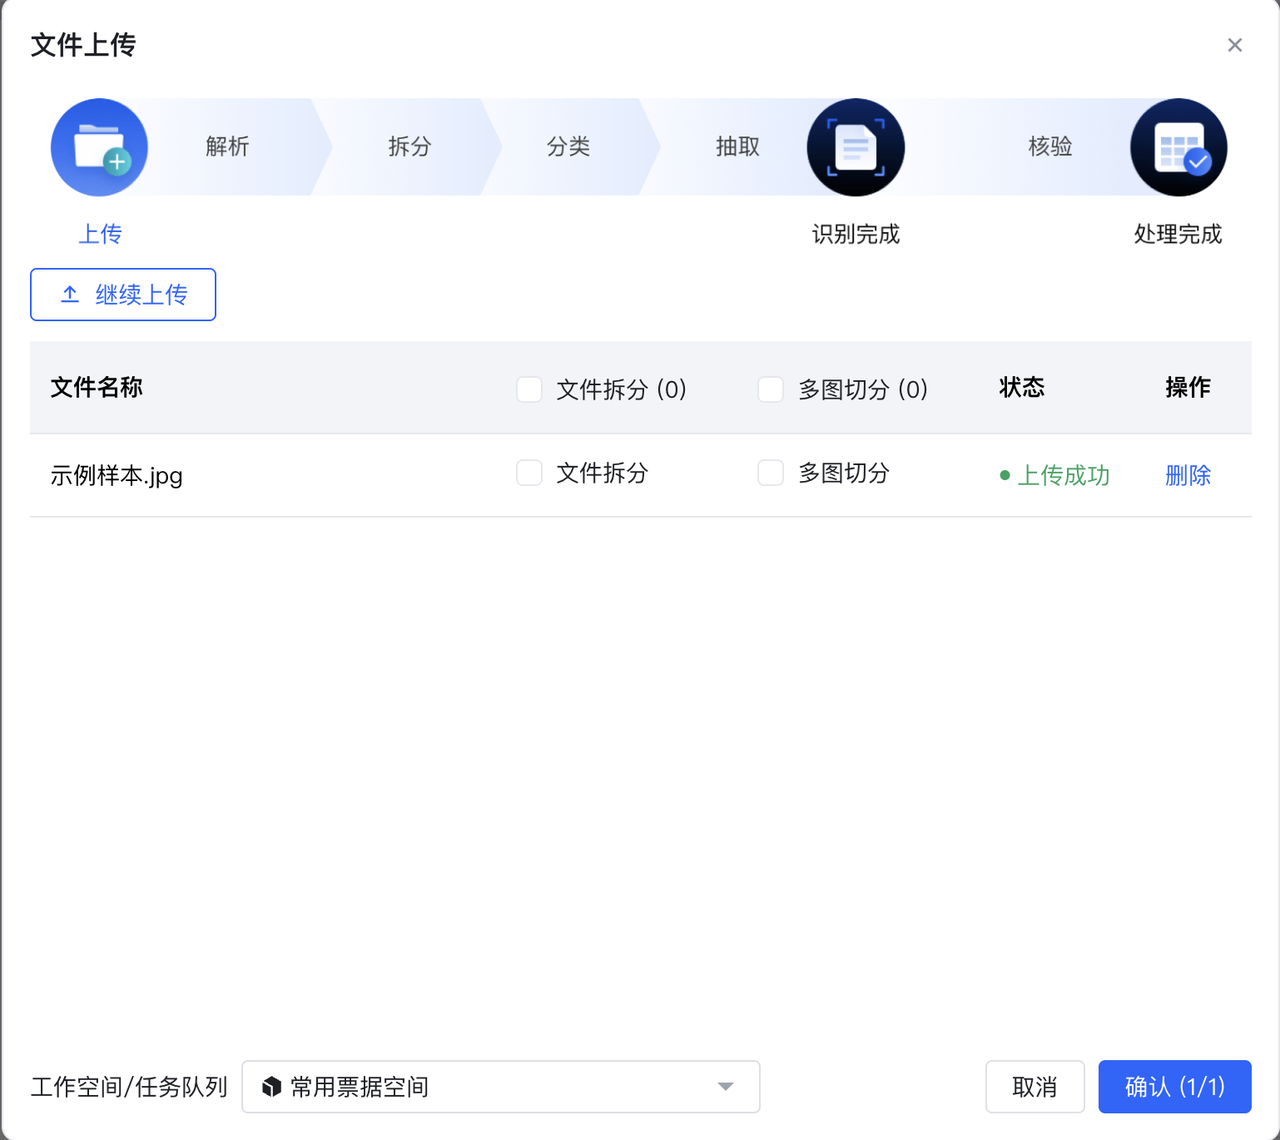 文件上传
解析
拆分
分类
抽取
核验
上传
识别完成
处理完成
继续上传
文件名称
文件拆分 (0)
多图切分 (0)
状态
操作
示例样本.jpg
文件拆分
多图切分
上传成功
删除
工作空间/任务队列
常用票据空间
取消
确认 (1/1)